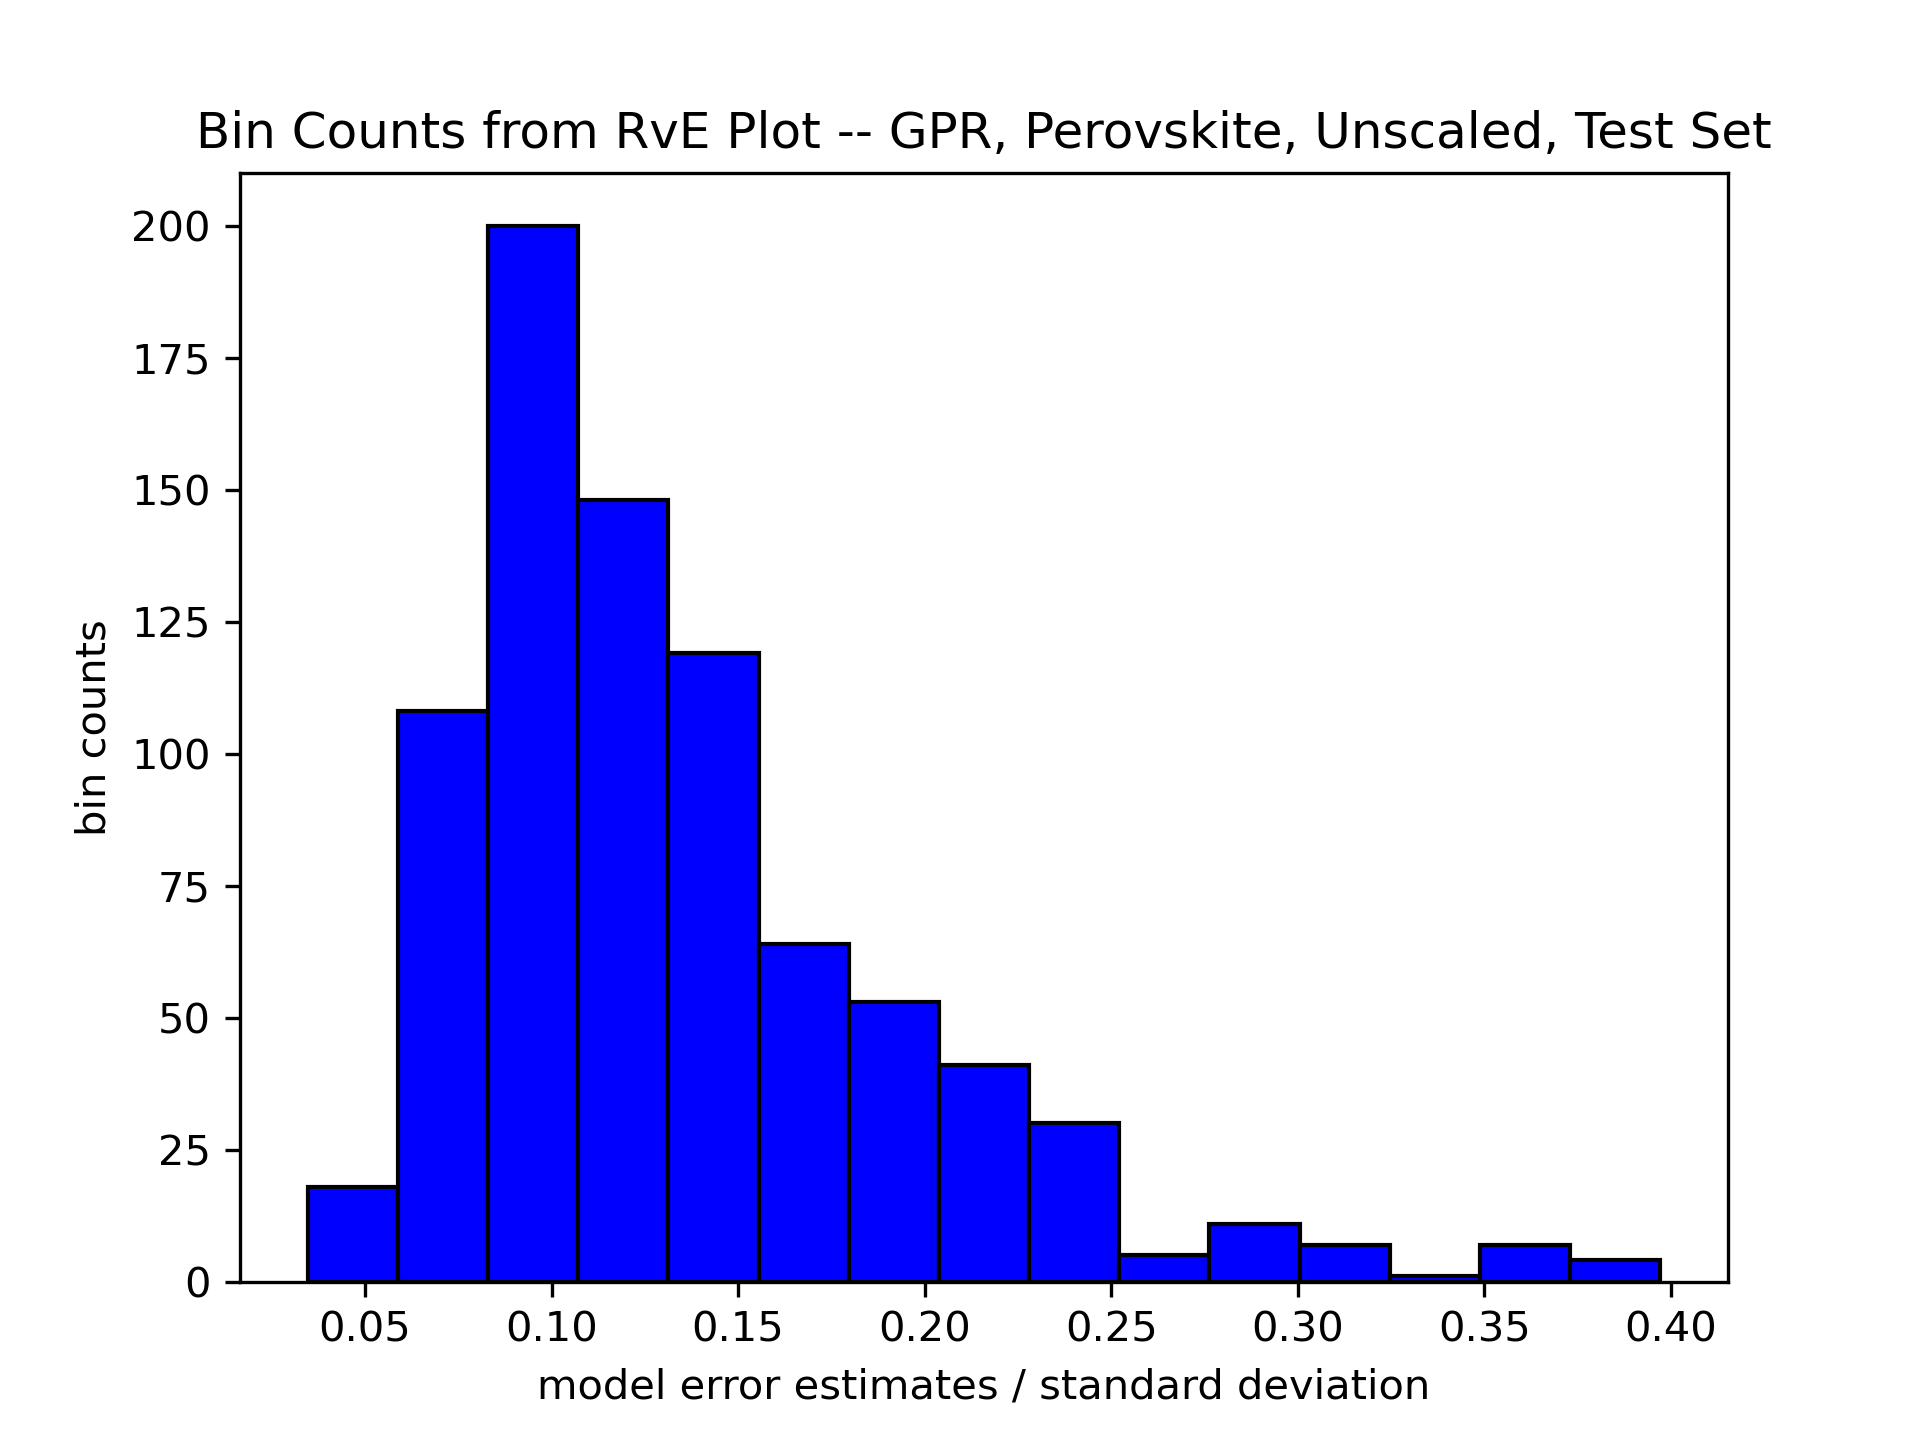 Bin Counts from RvE Plot -- GPR, Perovskite, Unscaled, Test Set
200
175
150
125
100
75
50
25
0
bin counts
0.05 0.10 0.15 0.20 0.25 0.30 0.35 0.40
model error estimates / standard deviation